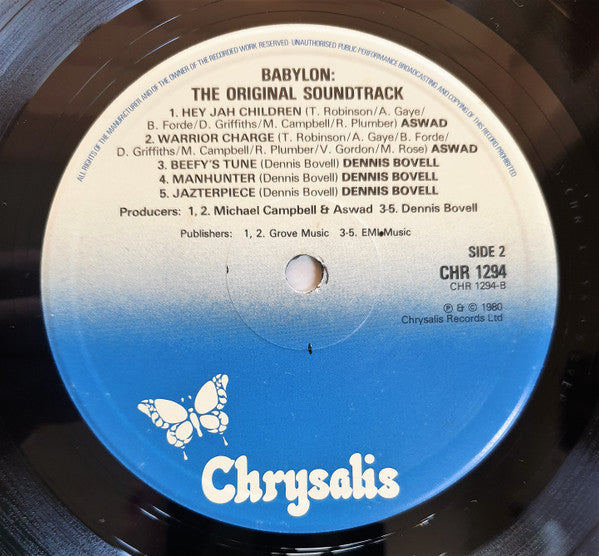 ALL RIGHTS OF THE MANUFACTURER AND OF THE OWNER OF THE RECORDED WORK RESERVED · UNAUTHORISED PUBLIC PERFORMANCE BROADCASTING AND COPYING OF THIS RECORD PROHIBITED
BABYLON:
THE ORIGINAL SOUNDTRACK
1. HEY JAH CHILDREN (T. Robinson/A. Gaye/
B. Forde/D. Griffiths/M. Campbell/R. Plumber) ASWAD
2. WARRIOR CHARGE (T. Robinson/A. Gaye/B. Forde/
D. Griffiths/M. Campbell/R. Plumber/V. Gordon/M. Rose) ASWAD
3. BEEFY'S TUNE (Dennis Bovell) DENNIS BOVELL
4. MANHUNTER (Dennis Bovell) DENNIS BOVELL
5. JAZTERPIECE (Dennis Bovell) DENNIS BOVELL
Producers: 1, 2. Michael Campbell & Aswad 3-5. Dennis Bovell
Publishers: 1, 2. Grove Music 3-5. EMI Music
SIDE 2
CHR 1294
CHR 1294-B
℗ & © 1980
Chrysalis Records Ltd
Chrysalis